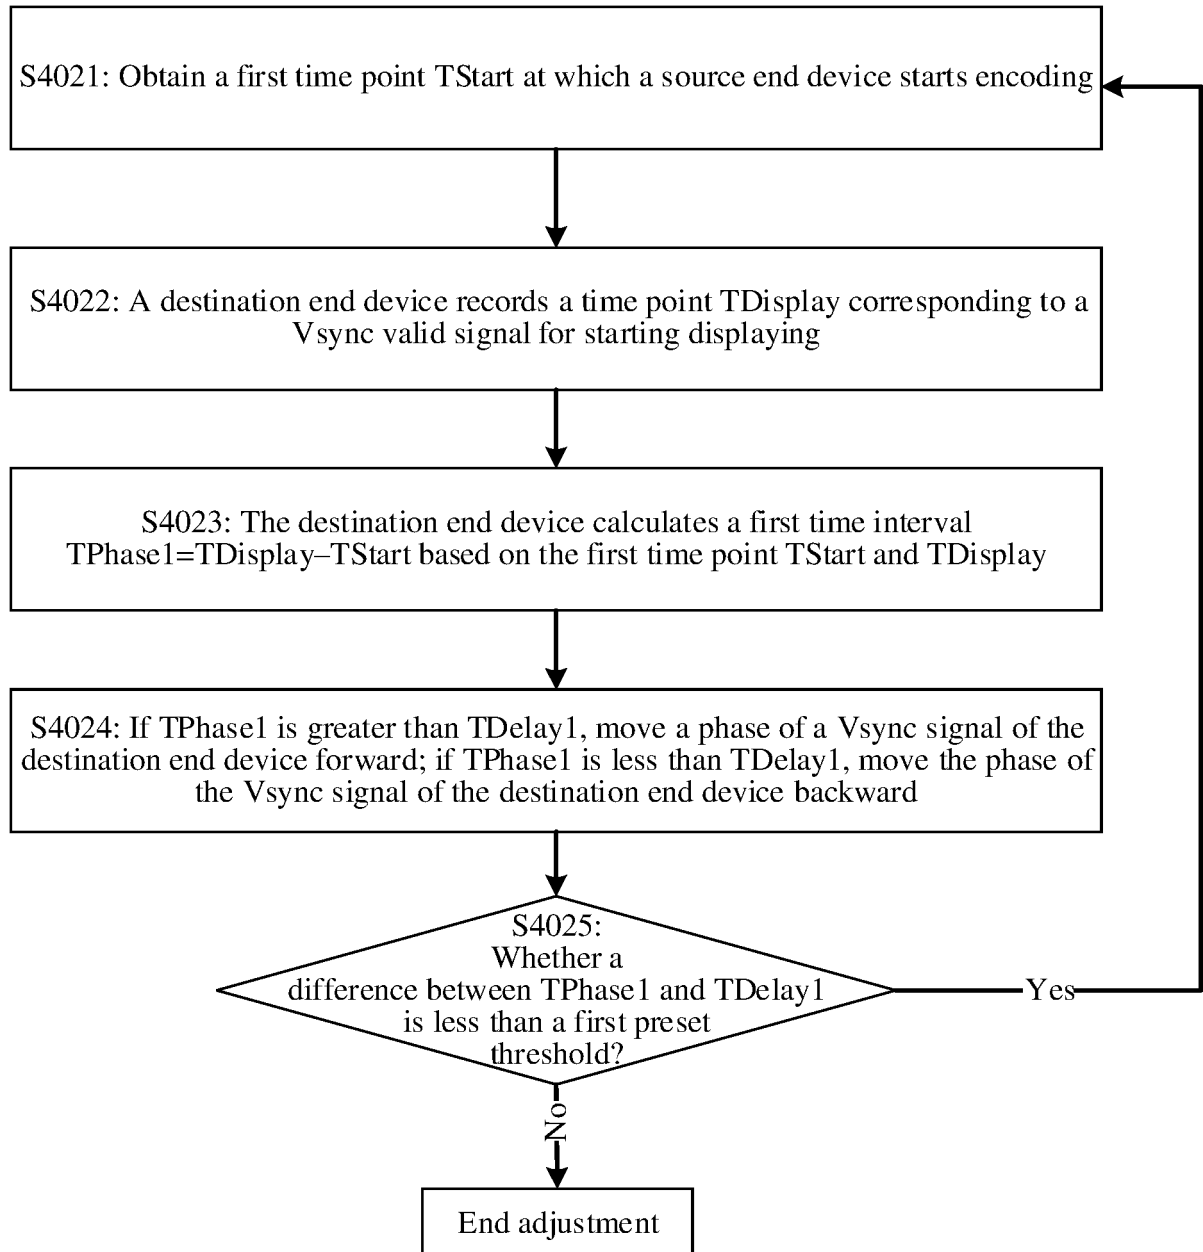 S4021: Obtain a first time point TStart at which a source end device starts encoding
S4022: A destination end device records a time point TDisplay corresponding to a
Vsync valid signal for starting displaying
S4023: The destination end device calculates a first time interval
TPhase1=TDisplay–TStart based on the first time point TStart and TDisplay
S4024: If TPhase1 is greater than TDelay1, move a phase of a Vsync signal of the
destination end device forward; if TPhase1 is less than TDelay1, move the phase of
the Vsync signal of the destination end device backward
S4025:
Whether a
difference between TPhase1 and TDelay1
is less than a first preset
threshold?
Yes
No
End adjustment